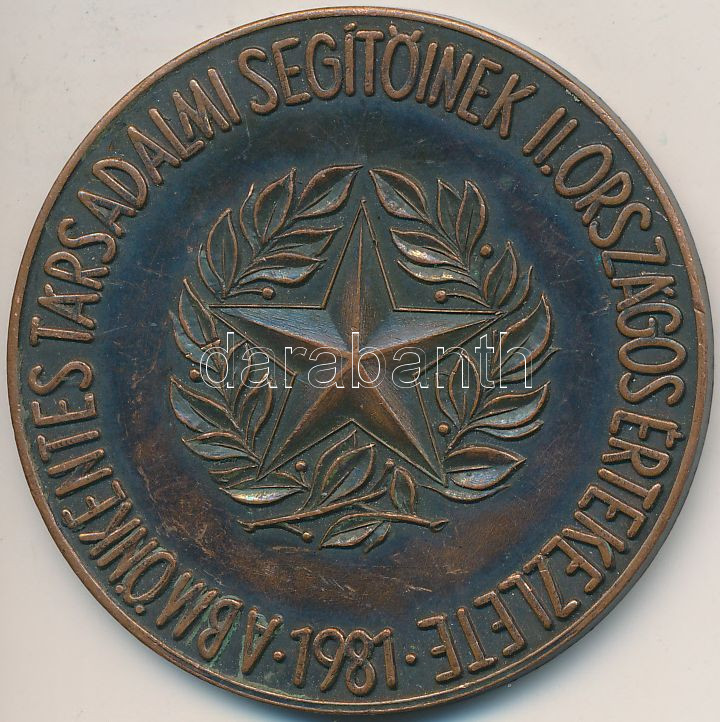 A BM ÖNKÉNTES TÁRSADALMI SEGÍTŐINEK II. ORSZÁGOS ÉRTEKEZLETE
· 1981 ·
darabanth